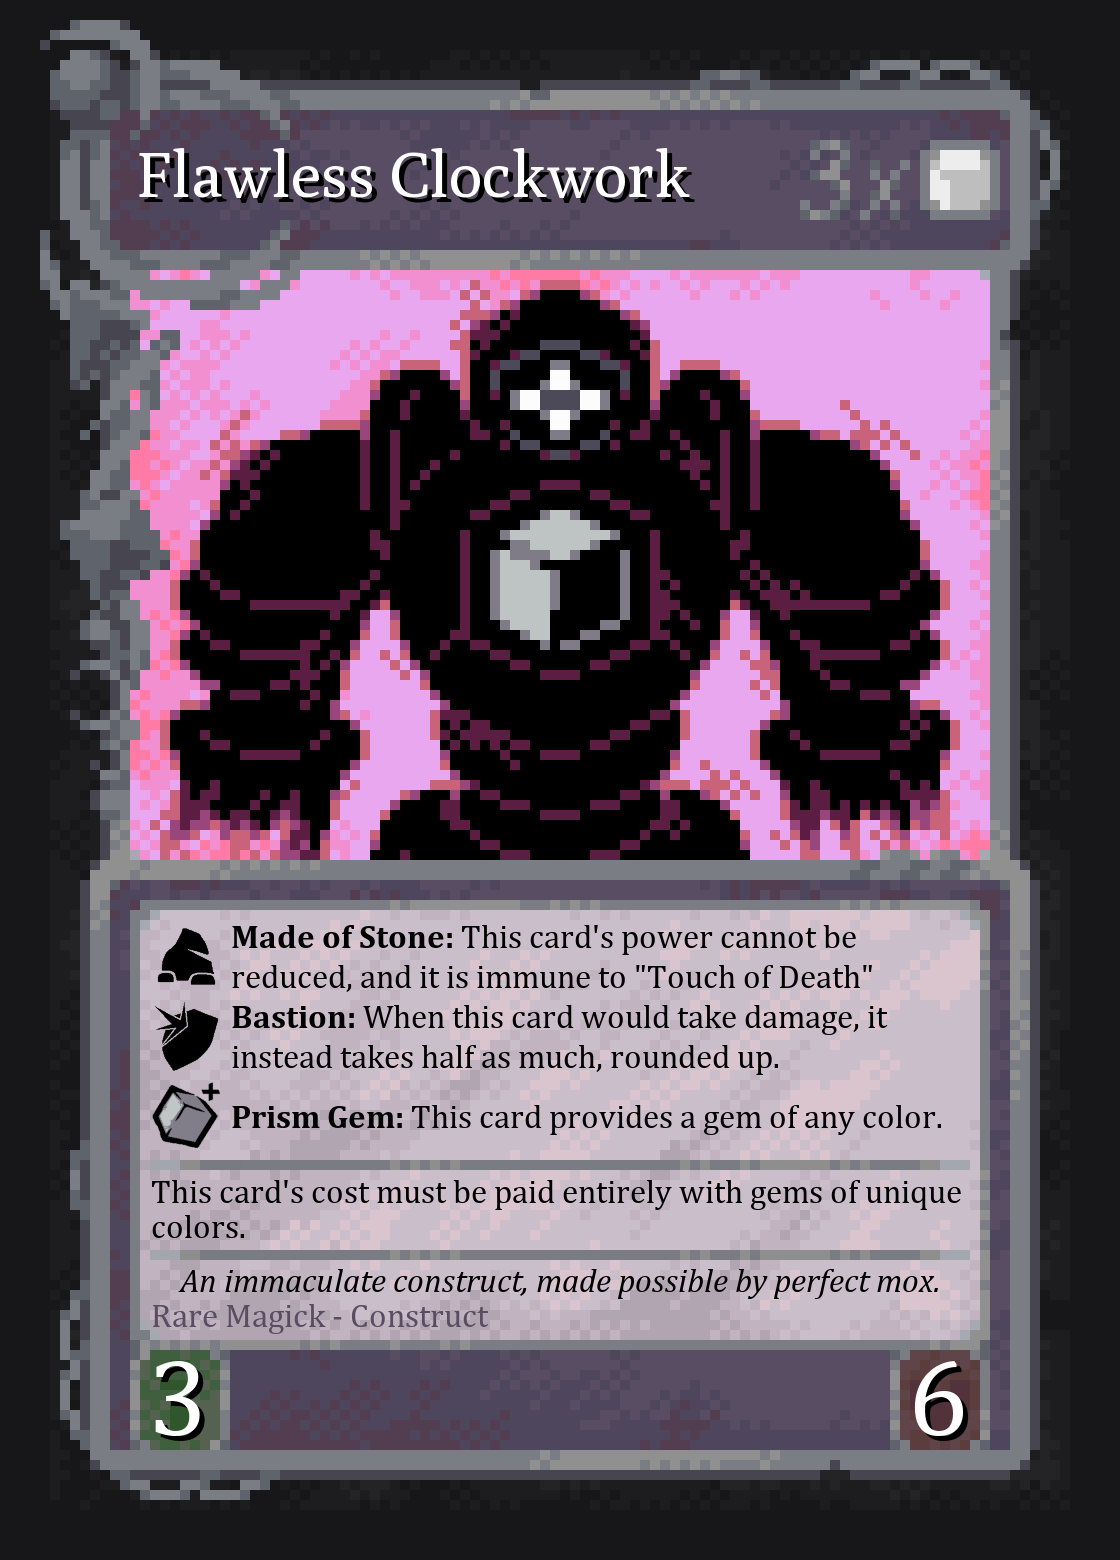 Flawless Clockwork 3x
Made of Stone: This card's power cannot be
reduced, and it is immune to "Touch of Death"
Bastion: When this card would take damage, it
instead takes half as much, rounded up.
Prism Gem: This card provides a gem of any color.
This card's cost must be paid entirely with gems of unique
colors.
An immaculate construct, made possible by perfect mox.
Rare Magick - Construct
3 6